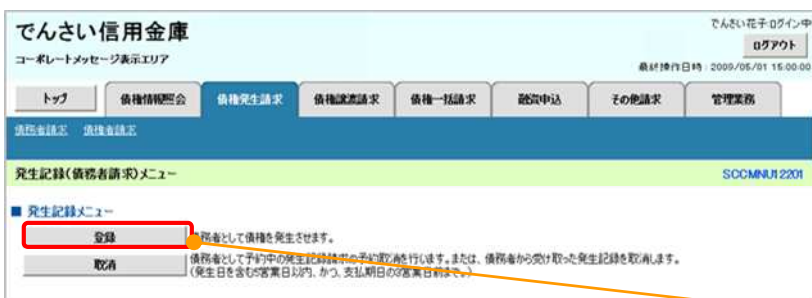 でんさい信用金庫
コーポレートメッセージ表示エリア
でんさい花子ログイン中
ログアウト
最終操作日時：2009/05/01 15:00:00
トップ
債権情報照会
債権発生請求
債権譲渡請求
債権一括請求
融資申込
その他請求
管理業務
債務者請求 債権者請求
発生記録(債務者請求)メニュー
SCCMNU12201
■ 発生記録メニュー
登録
務者として債権を発生させます。
取消
債務者として予約中の発生記録請求の予約取消を行います。または、債務者から受け取った発生記録を取消します。
(発生日を含む5営業日以内、かつ、支払期日の3営業日前まで。)